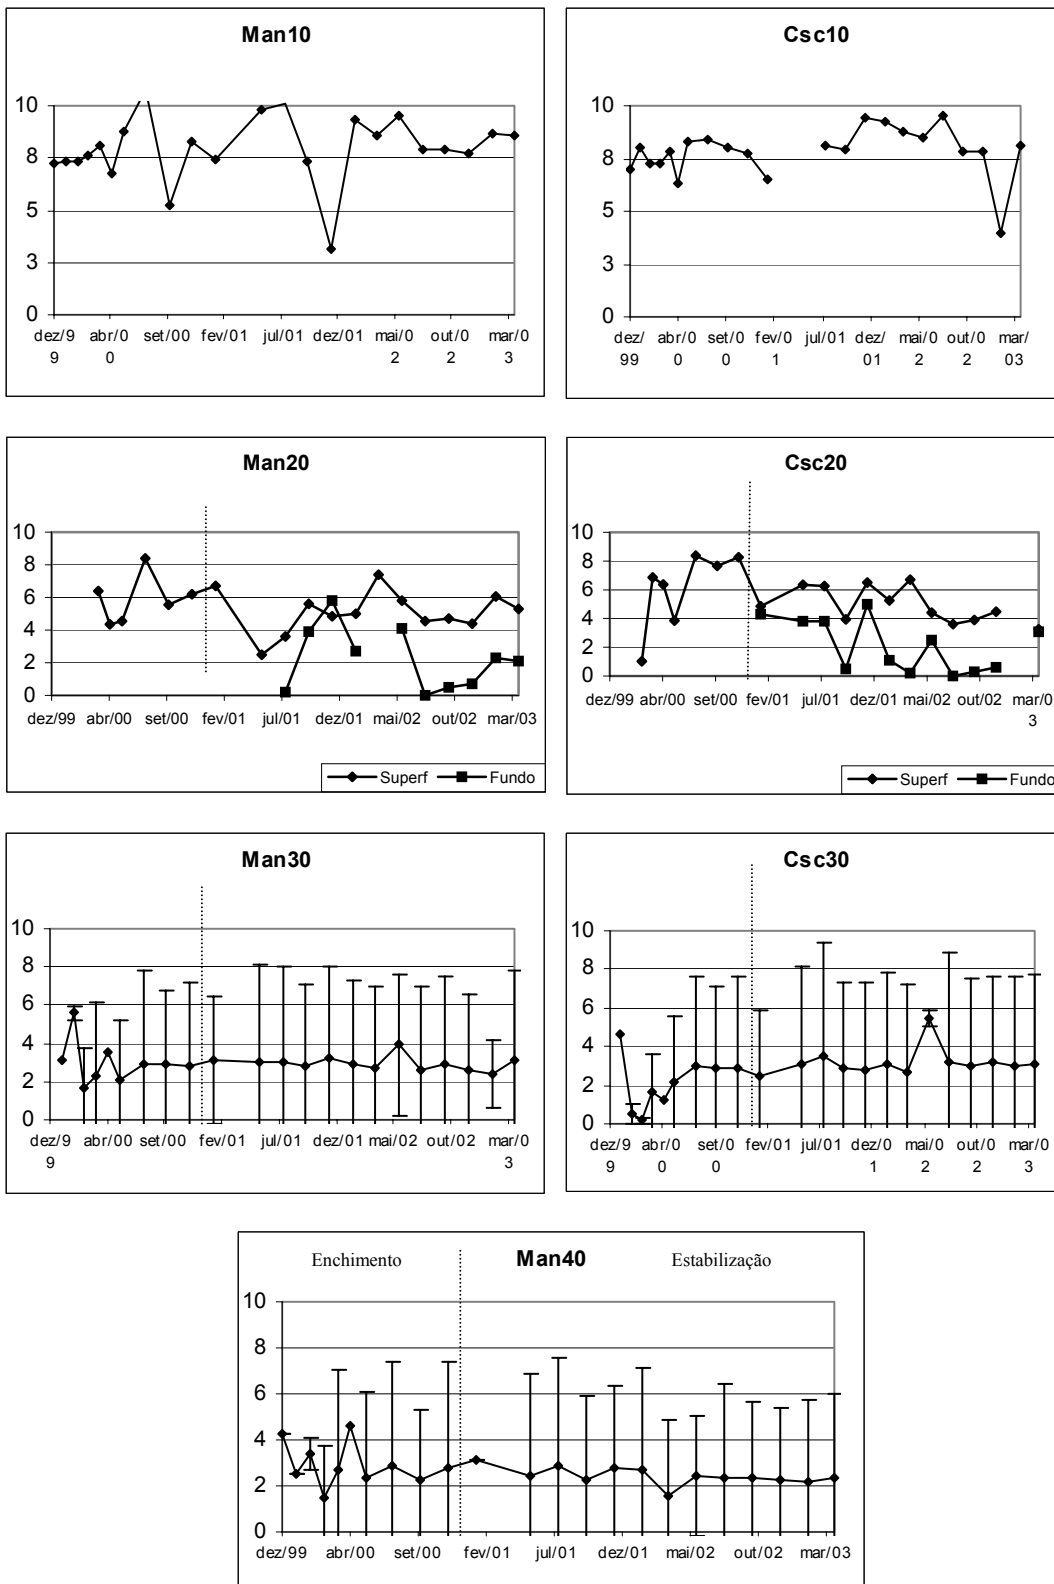 Man10
10
8
5
3
0
dez/9 abr/0 set/00 fev/01 jul/01 dez/01 mai/0 out/0 mar/0
9 0 2 2 3
Csc10
10
8
5
3
0
dez/ abr/0 set/0 fev/0 jul/01 dez/ mai/0 out/0 mar/
99 0 0 1 01 2 2 03
Man20
10
8
6
4
2
0
dez/99 abr/00 set/00 fev/01 jul/01 dez/01 mai/02 out/02 mar/03
Superf Fundo
Csc20
10
8
6
4
2
0
dez/99 abr/00 set/00 fev/01 jul/01 dez/01 mai/02 out/02 mar/0
3
Superf Fundo
Man30
10
8
6
4
2
0
dez/9 abr/00 set/00 fev/01 jul/01 dez/01 mai/02 out/02 mar/0
9 3
Csc30
10
8
6
4
2
0
dez/9 abr/0 set/0 fev/01 jul/01 dez/0 mai/0 out/0 mar/0
9 0 0 1 2 2 3
Enchimento Man40 Estabilização
10
8
6
4
2
0
dez/99 abr/00 set/00 fev/01 jul/01 dez/01 mai/02 out/02 mar/03